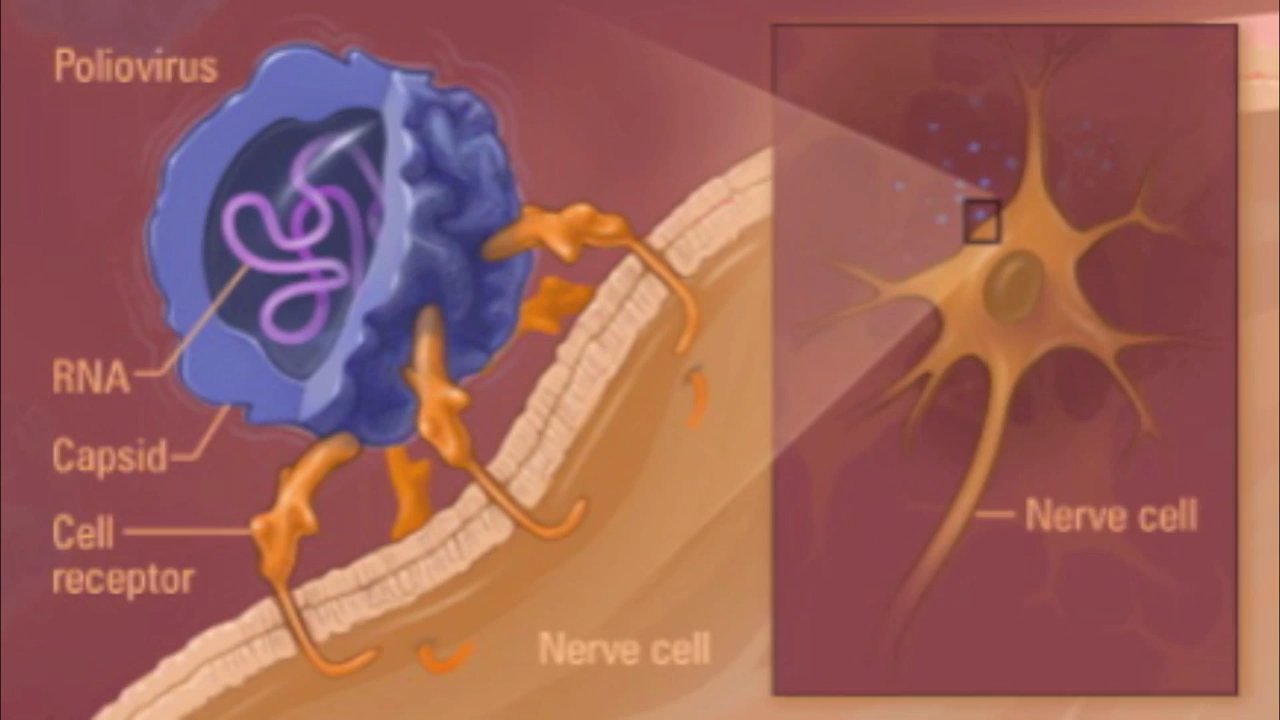 Poliovirus
RNA
Capsid
Cell
receptor
Nerve cell
Nerve cell